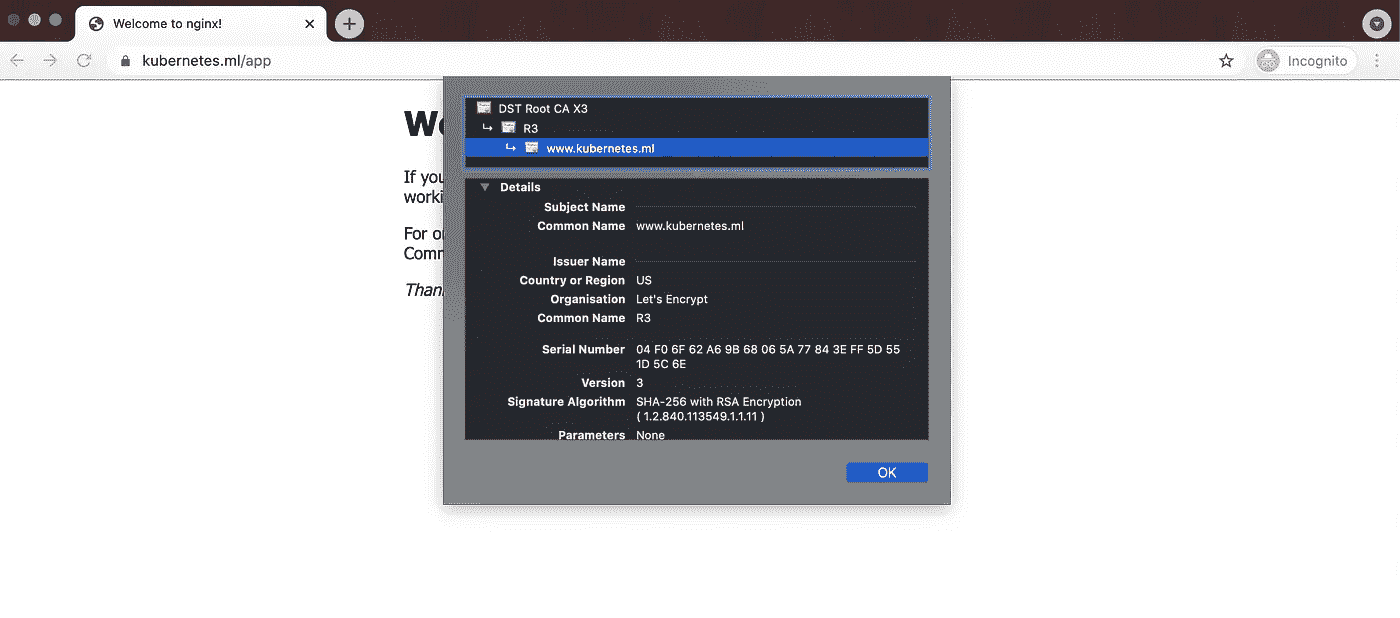 Welcome to nginx!
kubernetes.ml/app
Incognito
DST Root CA X3
R3
www.kubernetes.ml
If you
For
Details
Subject Name
Common Name www.kubernetes.ml
Issuer Name
Country or Region US
Organisation Let's Encrypt
Common Name R3
Serial Number 04 F0 6F 62 A6 9B 68 06 5A 77 84 3E FF 5D 55
1D 5C 6E
Version 3
Signature Algorithm SHA-256 with RSA Encryption
( 1.2.840.113549.1.1.11 )
Parameters None
OK